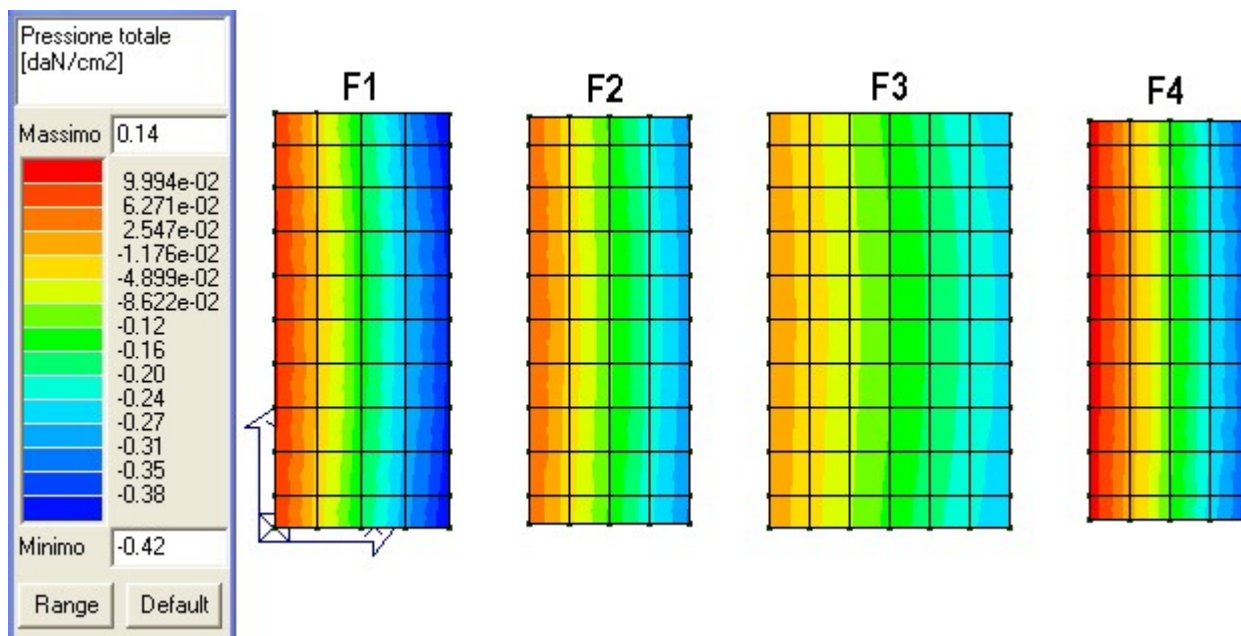 Pressione totale
[daN/cm2]
Massimo 0.14
9.994e-02
6.271e-02
2.547e-02
-1.176e-02
-4.899e-02
-8.622e-02
-0.12
-0.16
-0.20
-0.24
-0.27
-0.31
-0.35
-0.38
Minimo -0.42
Range Default
F1 F2 F3 F4